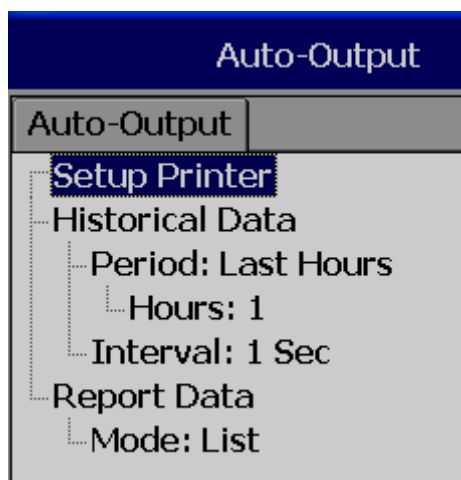 Auto-Output
Auto-Output
Setup Printer
Historical Data
Period: Last Hours
Hours: 1
Interval: 1 Sec
Report Data
Mode: List